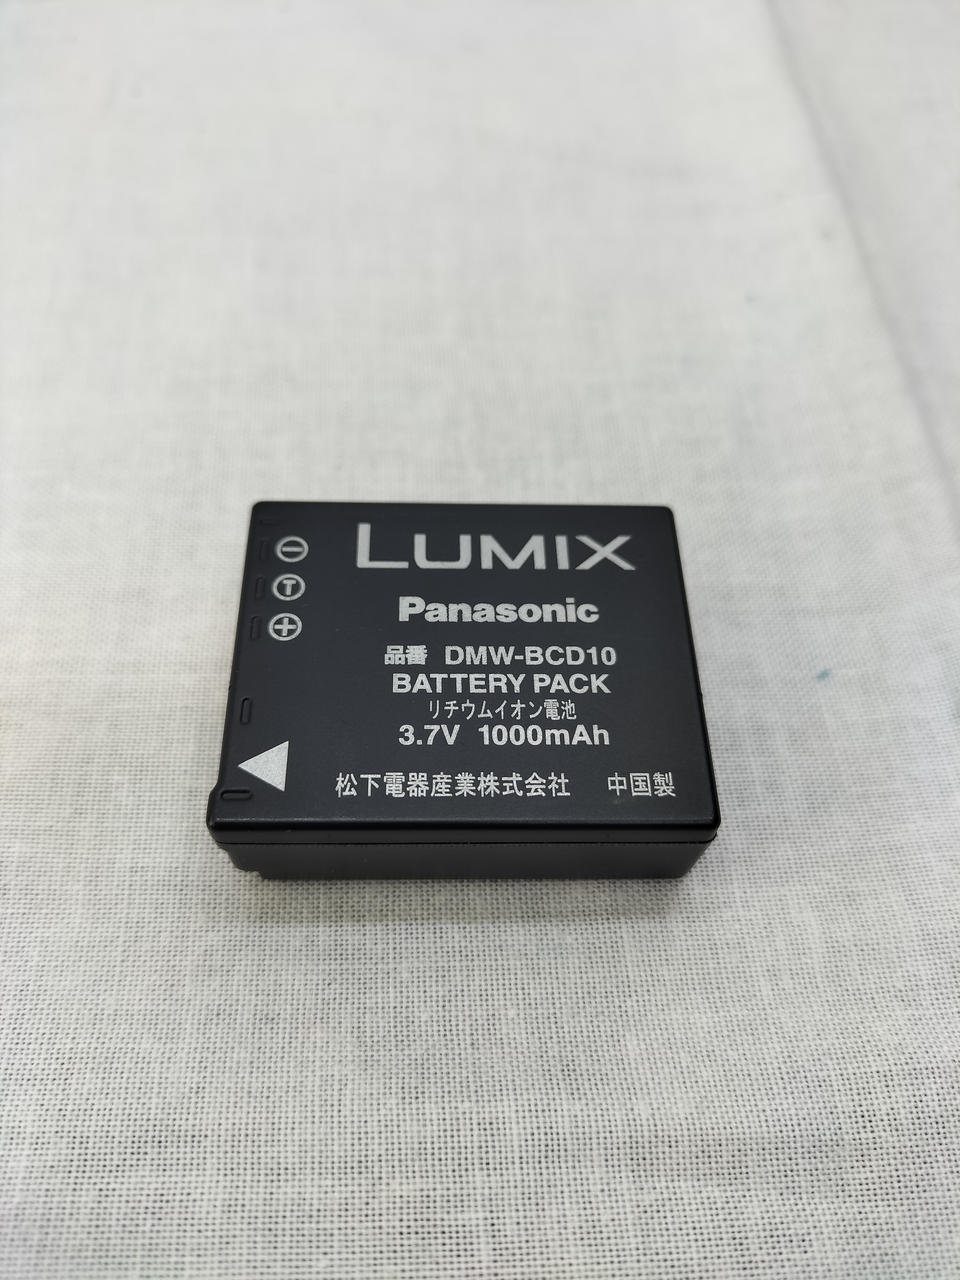 LUMIX
Panasonic
品番 DMW-BCD10
BATTERY PACK
リチウムイオン電池
3.7V 1000mAh
松下電器産業株式会社 中国製
−
T
+